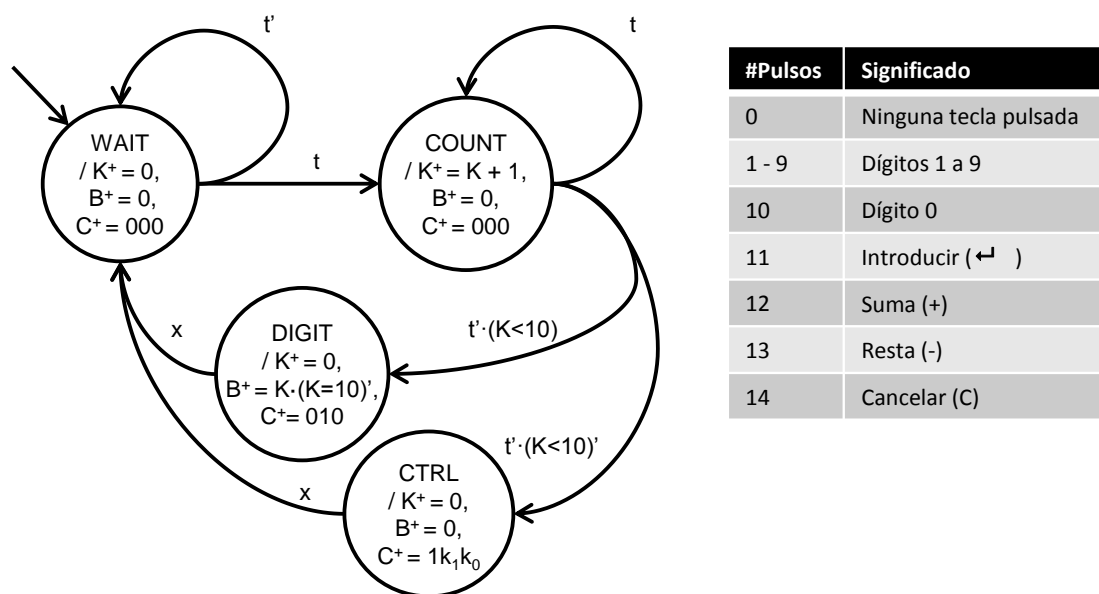 t'
t
WAIT
/ K⁺ = 0,
B⁺ = 0,
C⁺ = 000
t
COUNT
/ K⁺ = K + 1,
B⁺ = 0,
C⁺ = 000
x
DIGIT
/ K⁺ = 0,
B⁺ = K·(K=10)',
C⁺= 010
t'·(K<10)
x
CTRL
/ K⁺ = 0,
B⁺ = 0,
C⁺ = 1k₁k₀
t'·(K<10)'
#Pulsos Significado
0 Ninguna tecla pulsada
1 - 9 Dígitos 1 a 9
10 Dígito 0
11 Introducir (↵ )
12 Suma (+)
13 Resta (-)
14 Cancelar (C)